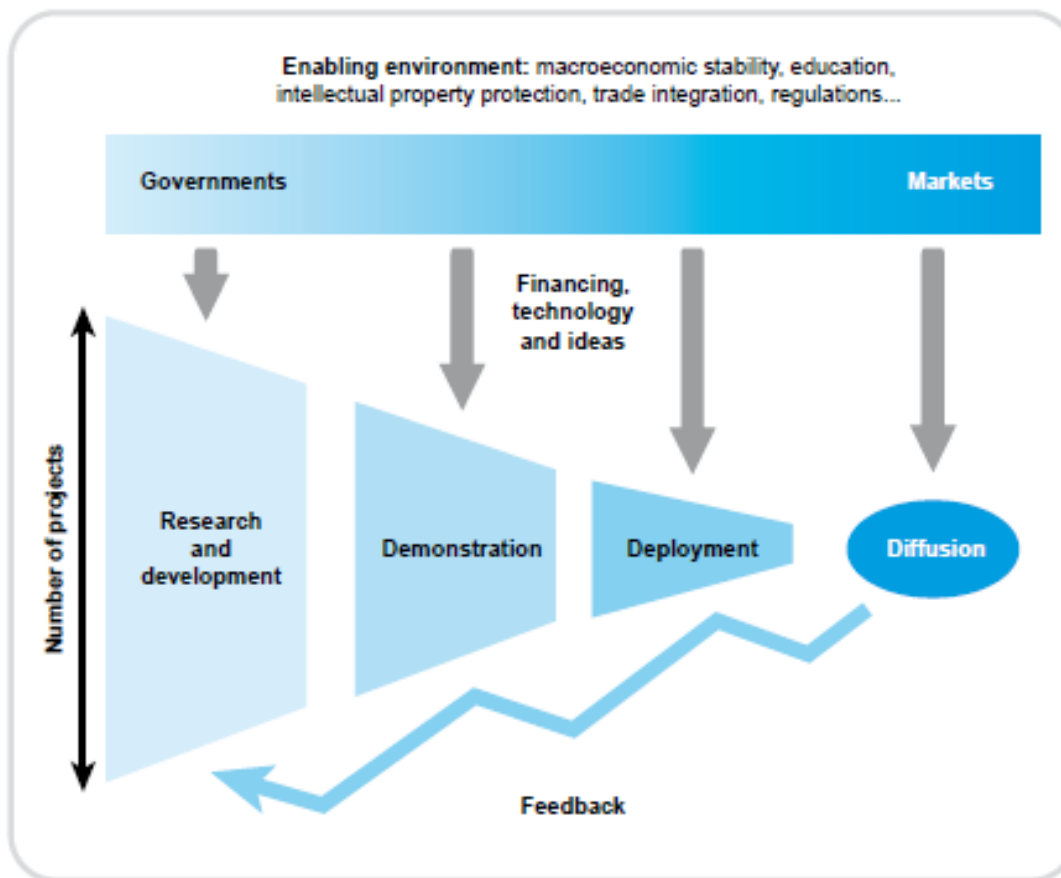 Enabling environment: macroeconomic stability, education,
intellectual property protection, trade integration, regulations...
Governments
Markets
Financing,
technology
and ideas
Number of projects
Research
and
development
Demonstration
Deployment
Diffusion
Feedback